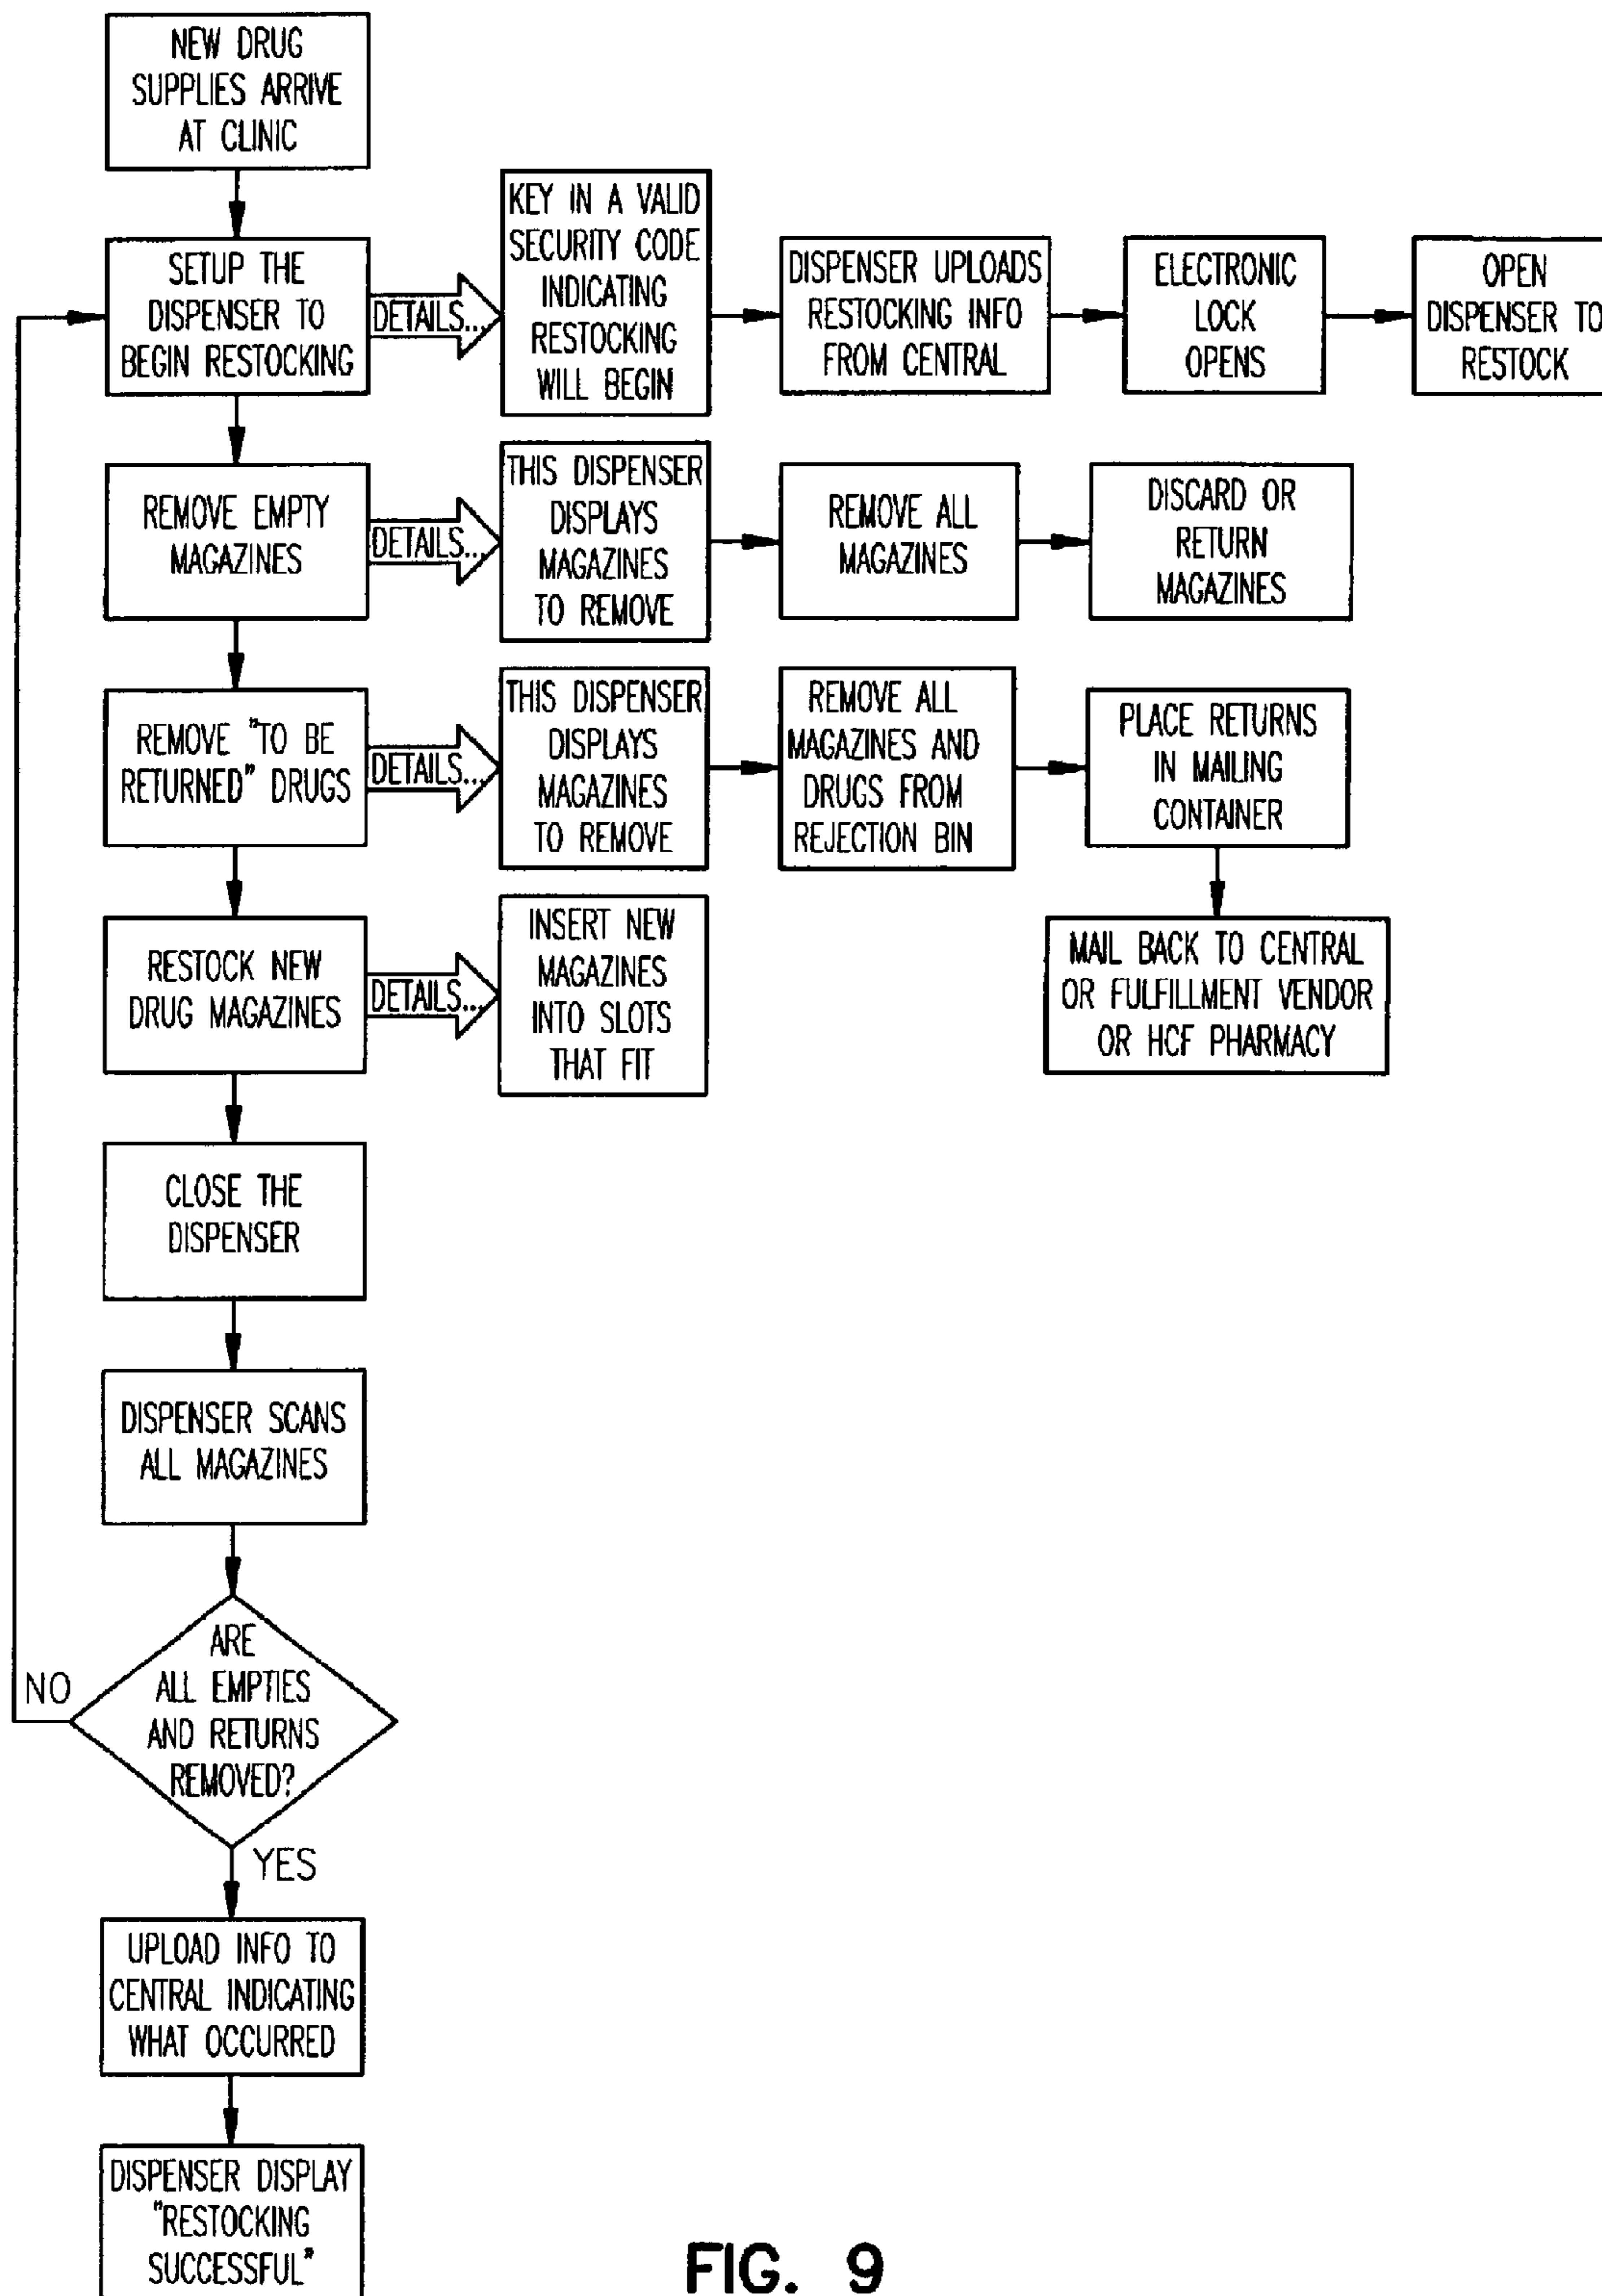 NEW DRUG
SUPPLIES ARRIVE
AT CLINIC
SETUP THE
DISPENSER TO
BEGIN RESTOCKING
DETAILS...
KEY IN A VALID
SECURITY CODE
INDICATING
RESTOCKING
WILL BEGIN
DISPENSER UPLOADS
RESTOCKING INFO
FROM CENTRAL
ELECTRONIC
LOCK
OPENS
OPEN
DISPENSER TO
RESTOCK
REMOVE EMPTY
MAGAZINES
DETAILS...
THIS DISPENSER
DISPLAYS
MAGAZINES
TO REMOVE
REMOVE ALL
MAGAZINES
DISCARD OR
RETURN
MAGAZINES
REMOVE "TO BE
RETURNED" DRUGS
DETAILS...
THIS DISPENSER
DISPLAYS
MAGAZINES
TO REMOVE
REMOVE ALL
MAGAZINES AND
DRUGS FROM
REJECTION BIN
PLACE RETURNS
IN MAILING
CONTAINER
MAIL BACK TO CENTRAL
OR FULFILLMENT VENDOR
OR HCF PHARMACY
RESTOCK NEW
DRUG MAGAZINES
DETAILS...
INSERT NEW
MAGAZINES
INTO SLOTS
THAT FIT
CLOSE THE
DISPENSER
DISPENSER SCANS
ALL MAGAZINES
ARE
ALL EMPTIES
AND RETURNS
REMOVED?
NO
YES
UPLOAD INFO TO
CENTRAL INDICATING
WHAT OCCURRED
DISPENSER DISPLAY
"RESTOCKING
SUCCESSFUL"
FIG. 9